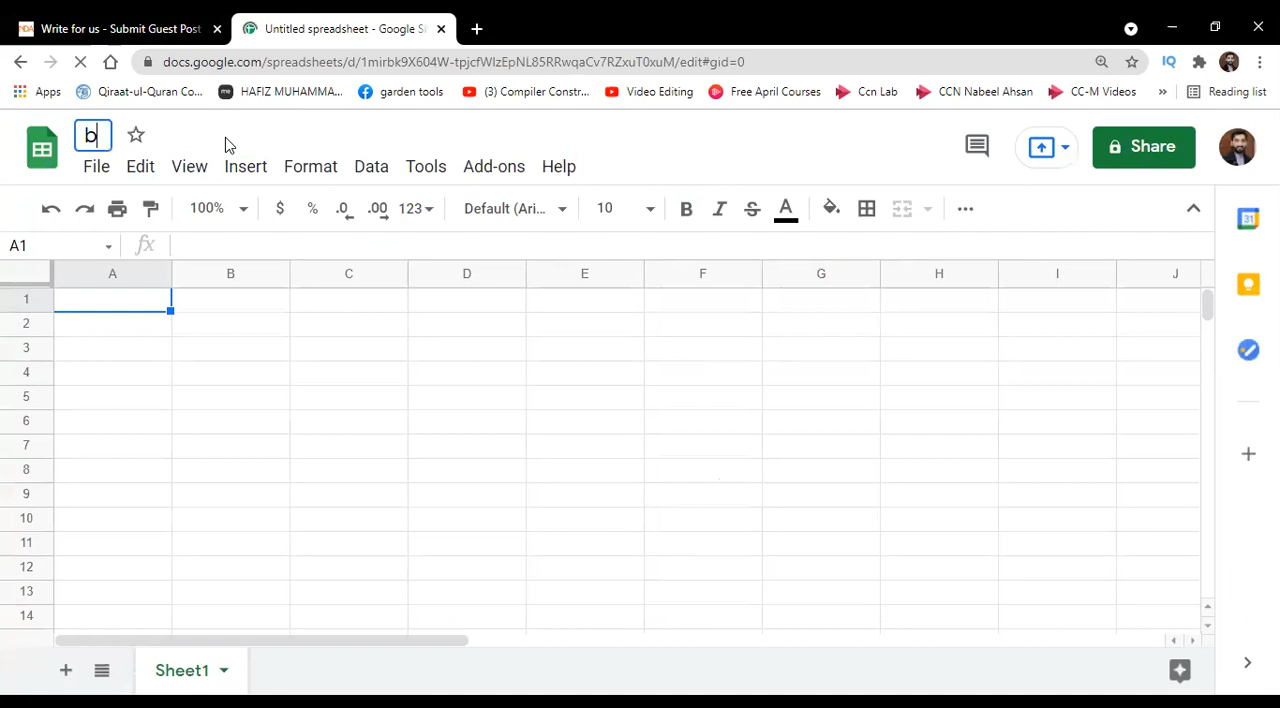 Write for us - Submit Guest Post
Untitled spreadsheet - Google Sh
docs.google.com/spreadsheets/d/1mirbk9X604W-tpjcfWIzEpNL85RRwqaCv7RZxuT0xuM/edit#gid=0
Apps Qiraat-ul-Quran Co... HAFIZ MUHAMMA... garden tools (3) Compiler Constr... Video Editing Free April Courses Ccn Lab CCN Nabeel Ahsan CC-M Videos » Reading list
b
File Edit View Insert Format Data Tools Add-ons Help
Share
100% $ % .0 .00 123 Default (Ari... 10 B I S A
A1 fx
A B C D E F G H I J
1
2
3
4
5
6
7
8
9
10
11
12
13
14
Sheet1
31